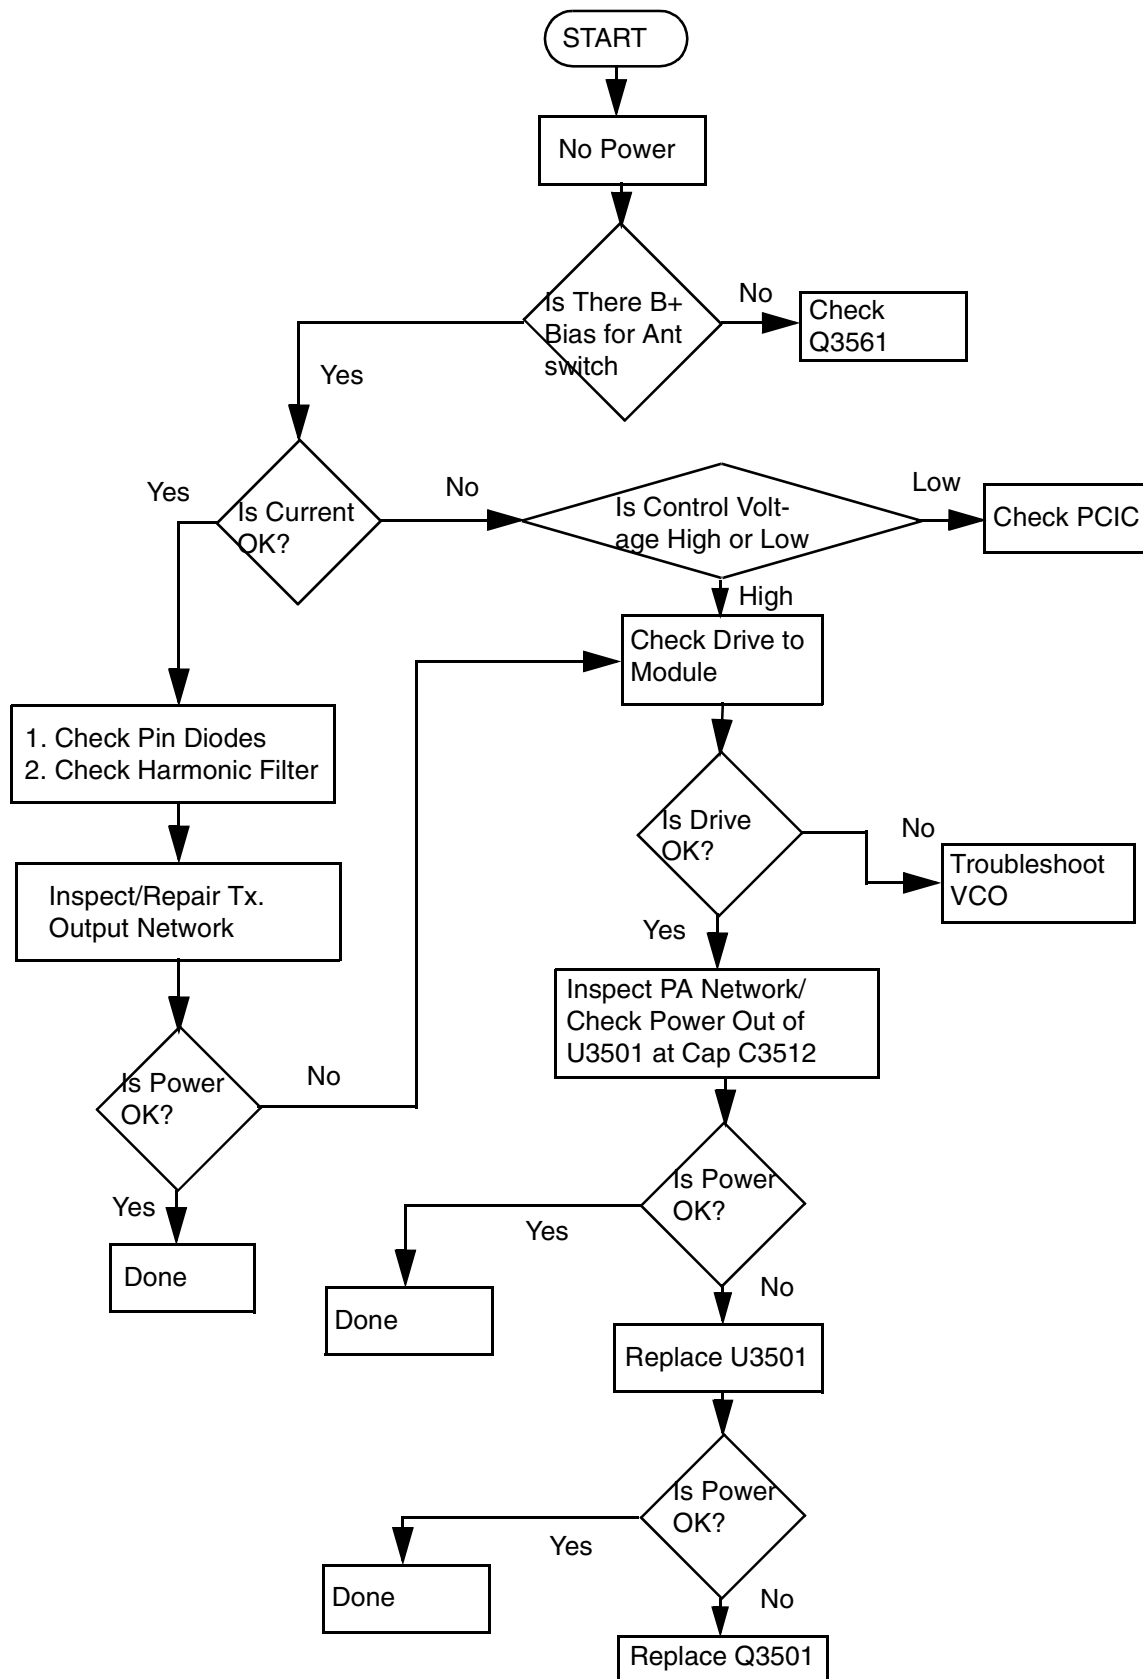 START
No Power
Is There B+
Bias for Ant
switch
No
Check
Q3561
Yes
Is Current
OK?
Yes
No
Is Control Volt-
age High or Low
Low
Check PCIC
High
Check Drive to
Module
1. Check Pin Diodes
2. Check Harmonic Filter
Is Drive
OK?
No
Troubleshoot
VCO
Inspect/Repair Tx.
Output Network
Yes
Inspect PA Network/
Check Power Out of
U3501 at Cap C3512
Is Power
OK?
No
Yes
Done
Is Power
OK?
Yes
Done
No
Replace U3501
Is Power
OK?
Yes
Done
No
Replace Q3501